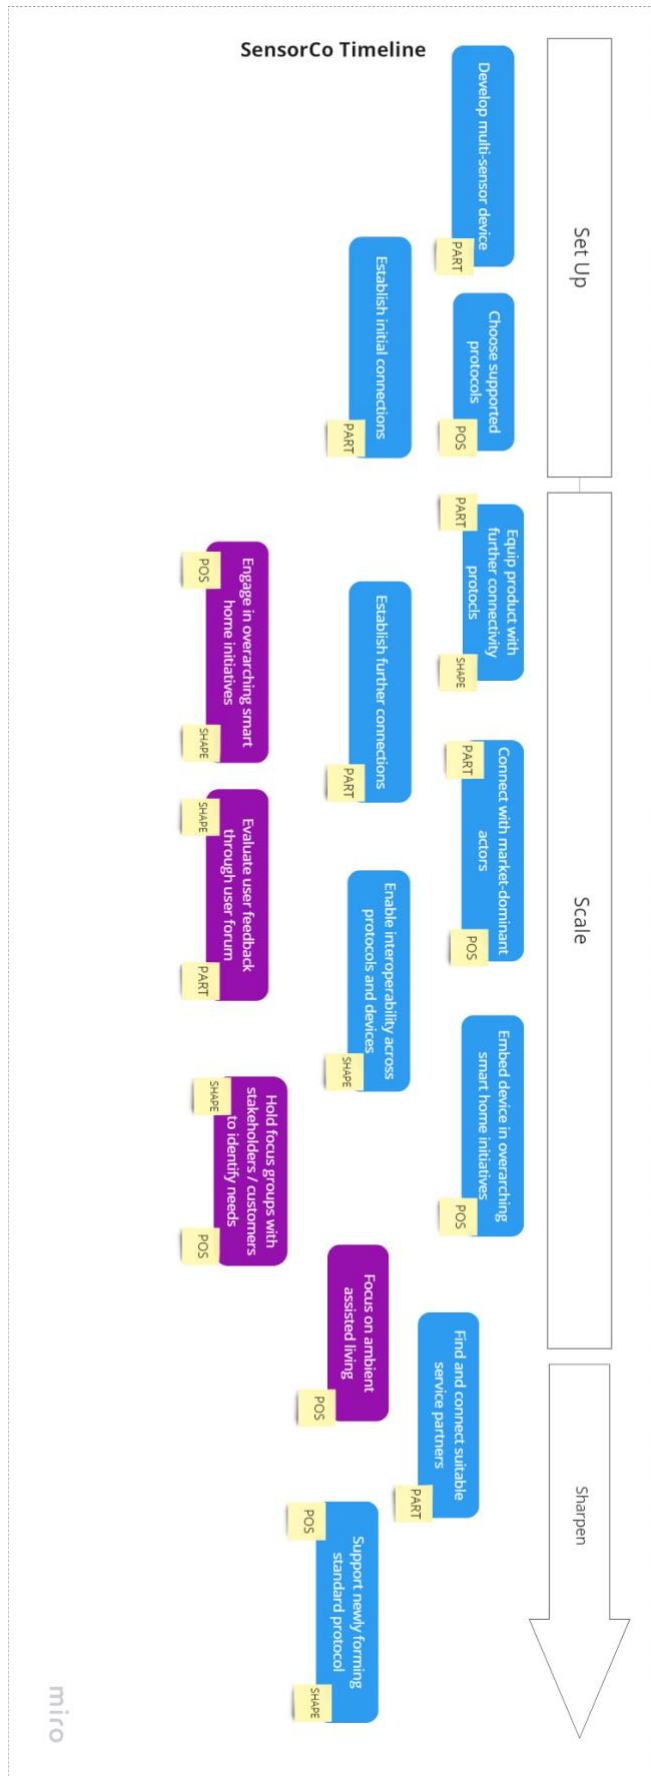 SensorCo Timeline
Set Up
Scale
Sharpen
Develop multi-sensor device
PART
Choose supported
protocols
POS
Establish initial connections
PART
Equip product with
further connectivity
protocls
PART
SHAPE
Connect with market-dominant
actors
PART
POS
Embed device in overarching
smart home initiatives
POS
Establish further connections
PART
Enable interoperability across
protocols and devices
SHAPE
Engage in overarching smart
home initiatives
POS
SHAPE
Evaluate user feedback
through user forum
SHAPE
PART
Hold focus groups with
stakeholders / customers
to identify needs
SHAPE
POS
Find and connect suitable
service partners
PART
Focus on ambient
assisted living
POS
Support newly forming
standard protocol
POS
SHAPE
miro